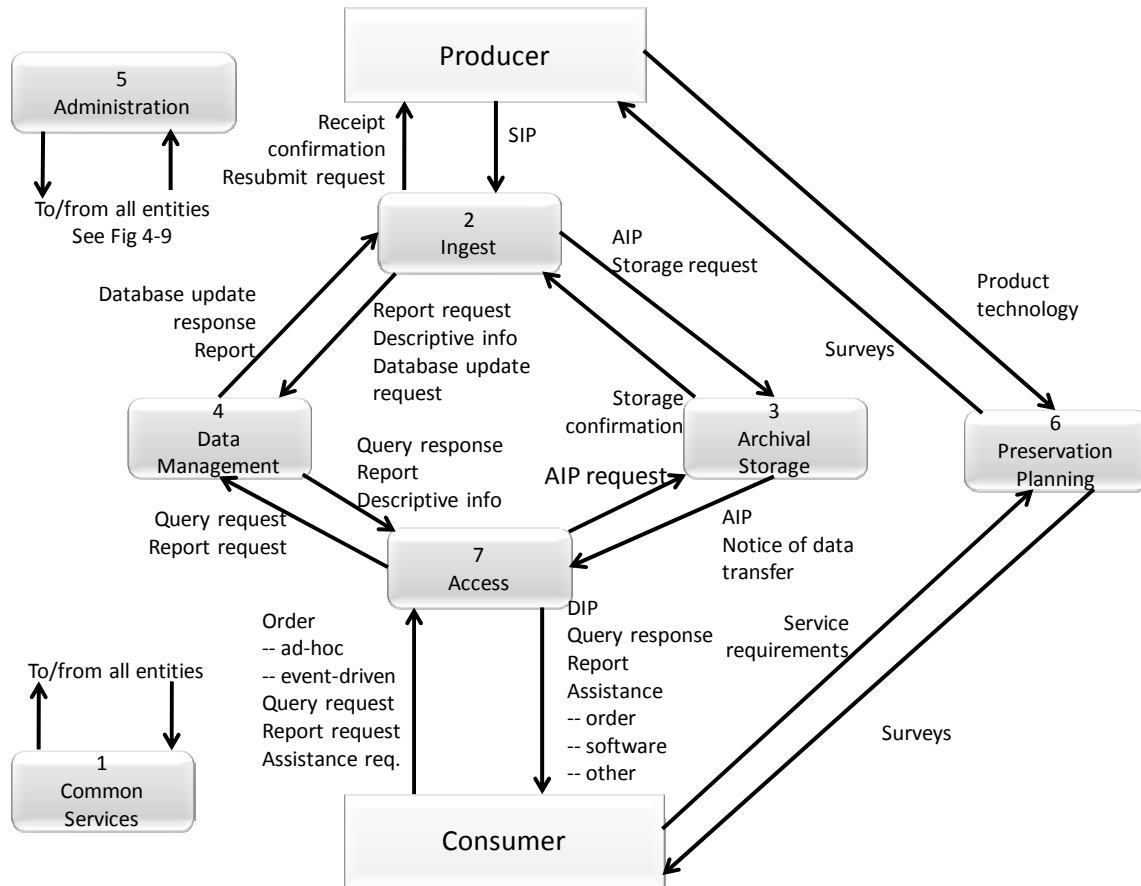 Producer
5
Administration
Receipt
confirmation
Resubmit request
SIP
To/from all entities
See Fig 4-9
2
Ingest
AIP
Storage request
Product
technology
Database update
response
Report
Report request
Descriptive info
Database update
request
Surveys
Storage
confirmation
4
Data
Management
3
Archival
Storage
6
Preservation
Planning
Query response
Report
Descriptive info
AIP request
Query request
Report request
AIP
Notice of data
transfer
7
Access
Order
-- ad-hoc
-- event-driven
Query request
Report request
Assistance req.
DIP
Query response
Report
Assistance
-- order
-- software
-- other
Service
requirements
To/from all entities
Surveys
1
Common
Services
Consumer